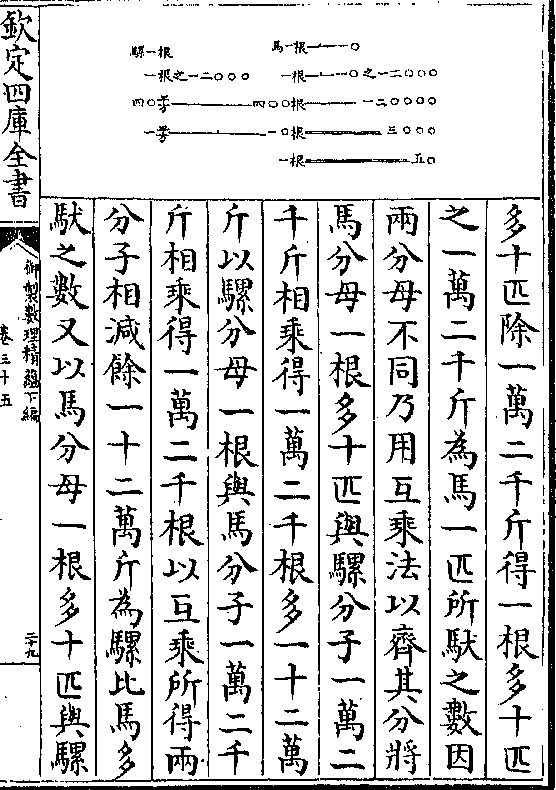 馬一根一〇
騾一根
一根一〇之一二〇〇〇
一根之一二〇〇〇
四〇 四〇〇根一二〇〇〇〇
一 一〇根三〇〇〇
一根五〇
多十匹除一萬二千斤得一根多十匹
之一萬二千斤為馬一匹所䭾之數因
兩分母不同乃用互乘法以齊其分將
馬分母一根多十匹與騾分子一萬二
千斤相乘得一萬二千根多一十二萬
斤以騾分母一根與馬分子一萬二千
斤相乘得一萬二千根以互乘所得兩
分子相減餘一十二萬斤為騾比馬多
䭾之數又以馬分母一根多十匹與騾
欽定四庫全書
御製數理精蘊下編
卷三十五
二十九